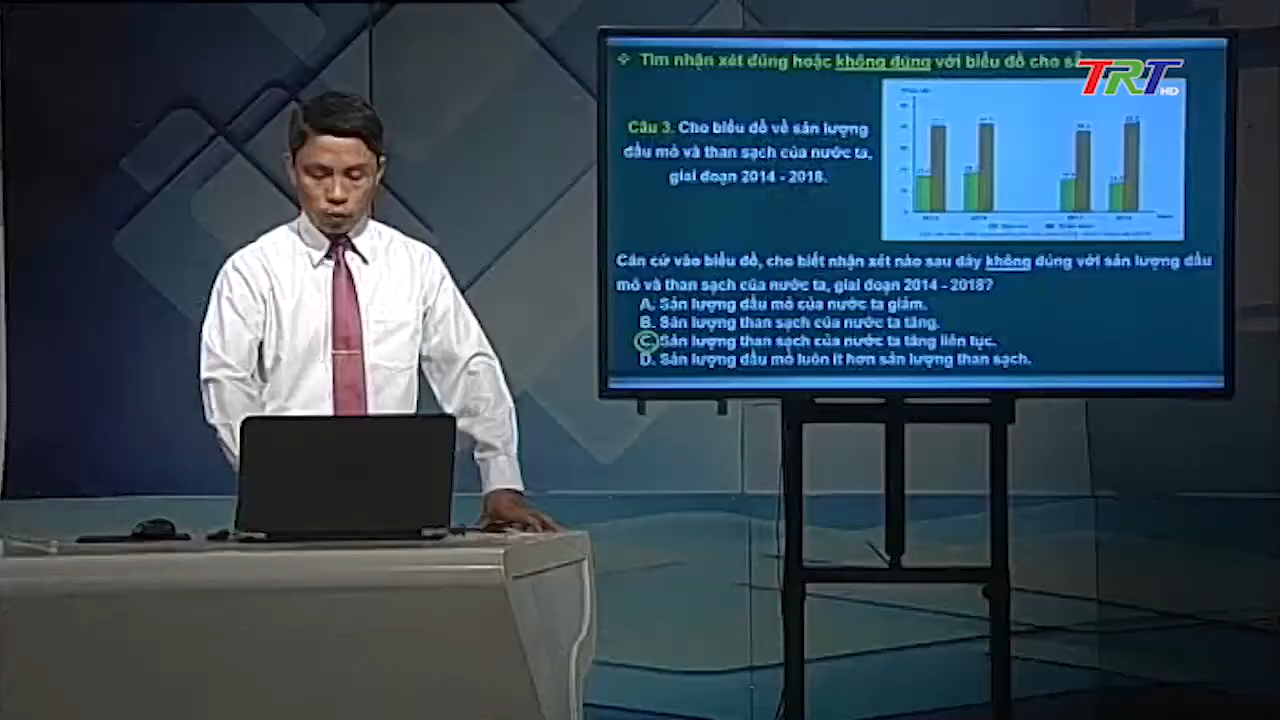 ❖ Tìm nhận xét đúng hoặc không đúng với biểu đồ cho
TRT HD
Câu 3. Cho biểu đồ về sản lượng
dầu mỏ và than sạch của nước ta,
giai đoạn 2014 - 2018.
Căn cứ vào biểu đồ, cho biết nhận xét nào sau đây không đúng với sản lượng dầu
mỏ và than sạch của nước ta, giai đoạn 2014 - 2018?
A. Sản lượng dầu mỏ của nước ta giảm.
B. Sản lượng than sạch của nước ta tăng.
C. Sản lượng than sạch của nước ta tăng liên tục.
D. Sản lượng dầu mỏ luôn ít hơn sản lượng than sạch.